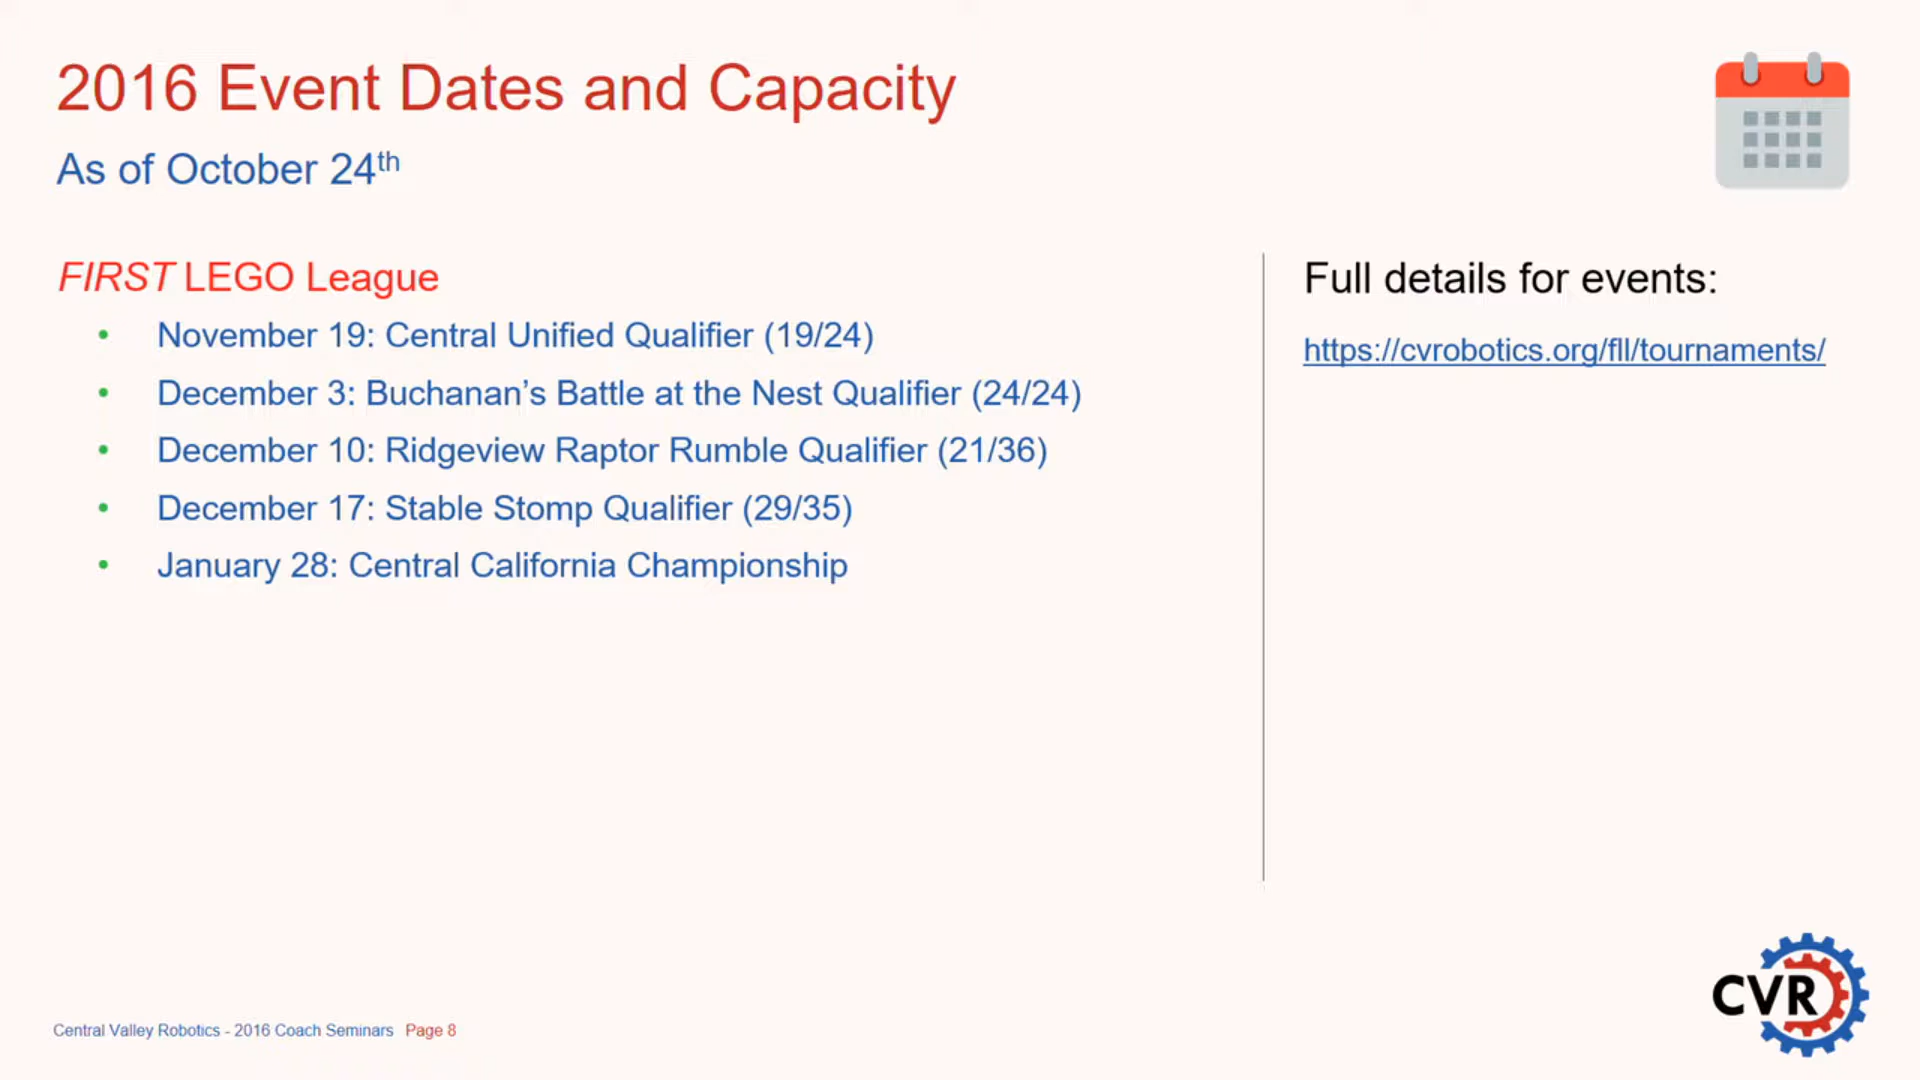 2016 Event Dates and Capacity
As of October 24th
FIRST LEGO League
• November 19: Central Unified Qualifier (19/24)
• December 3: Buchanan’s Battle at the Nest Qualifier (24/24)
• December 10: Ridgeview Raptor Rumble Qualifier (21/36)
• December 17: Stable Stomp Qualifier (29/35)
• January 28: Central California Championship
Full details for events:
https://cvrobotics.org/fll/tournaments/
Central Valley Robotics - 2016 Coach Seminars Page 8
CVR